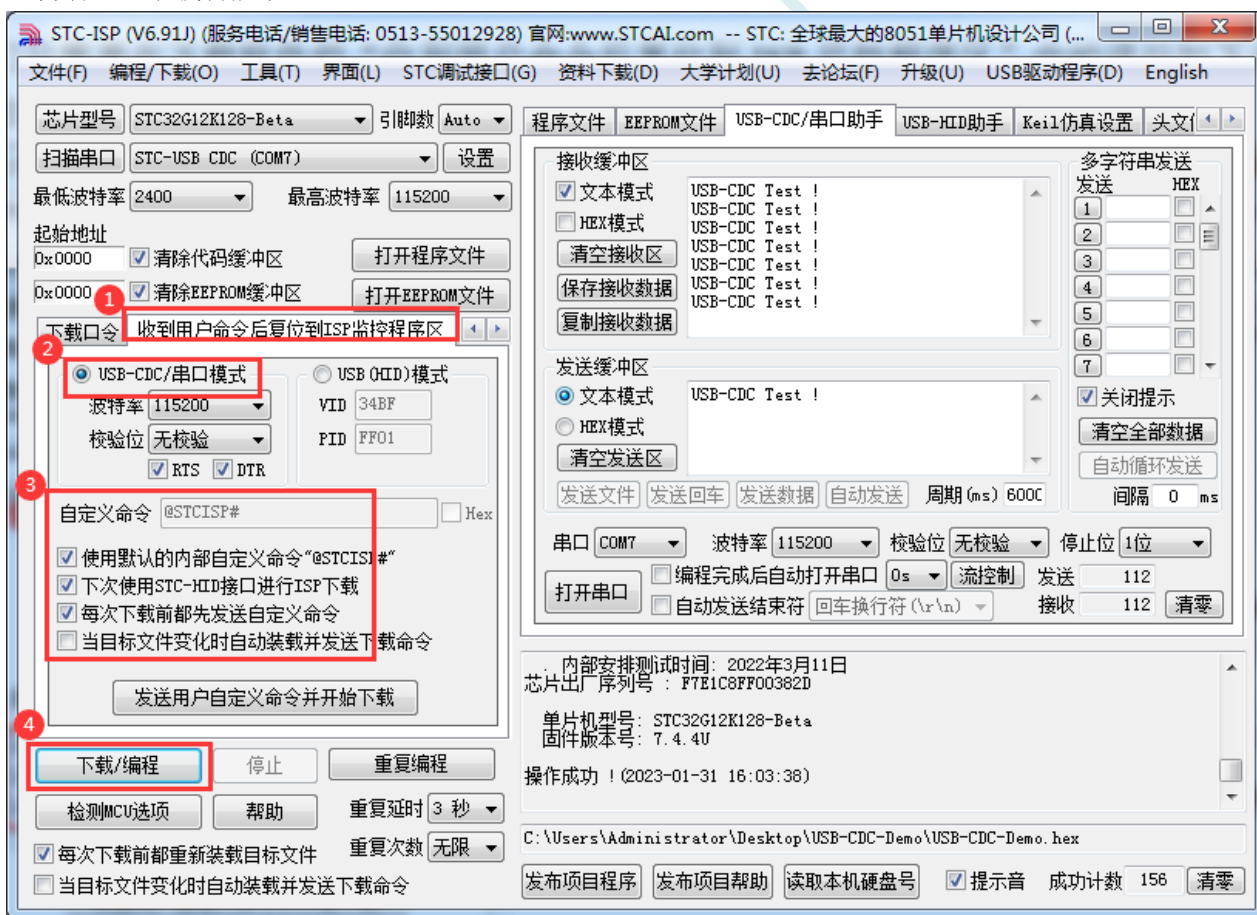 STC-ISP (V6.91J) (服务电话/销售电话: 0513-55012928) 官网:www.STCAI.com -- STC: 全球最大的8051单片机设计公司 (...
文件(F) 编程/下载(O) 工具(T) 界面(L) STC调试接口(G) 资料下载(D) 大学计划(U) 去论坛(F) 升级(U) USB驱动程序(D) English
芯片型号 STC32G12K128-Beta 引脚数 Auto
扫描串口 STC-USB CDC (COM7) 设置
最低波特率 2400 最高波特率 115200
起始地址
0x0000 清除代码缓冲区 打开程序文件
0x0000 清除EEPROM缓冲区 打开EEPROM文件
1
下载口令 收到用户命令后复位到ISP监控程序区
2
USB-CDC/串口模式 USB(HID)模式
波特率 115200 VID 34BF
校验位 无校验 PID FF01
RTS DTR
3
自定义命令 @STCISP# Hex
使用默认的内部自定义命令"@STCISP#"
下次使用STC-HID接口进行ISP下载
每次下载前都先发送自定义命令
当目标文件变化时自动装载并发送下载命令
发送用户自定义命令并开始下载
4
下载/编程 停止 重复编程
检测MCU选项 帮助 重复延时 3 秒
每次下载前都重新装载目标文件 重复次数 无限
当目标文件变化时自动装载并发送下载命令
程序文件 EEPROM文件 USB-CDC/串口助手 USB-HID助手 Keil仿真设置
接收缓冲区
文本模式
HEX模式
清空接收区
保存接收数据
复制接收数据
USB-CDC Test !
USB-CDC Test !
USB-CDC Test !
USB-CDC Test !
USB-CDC Test !
USB-CDC Test !
USB-CDC Test !
多字符串发送
发送 HEX
1
2
3
4
5
6
7
关闭提示
清空全部数据
自动循环发送
间隔 0 ms
发送缓冲区
文本模式
HEX模式
清空发送区
USB-CDC Test !
发送文件 发送回车 发送数据 自动发送 周期(ms) 6000
串口 COM7 波特率 115200 校验位 无校验 停止位 1位
打开串口 编程完成后自动打开串口 0s 流控制 发送 112
自动发送结束符 回车换行符(\r\n) 接收 112 清零
. 内部安排测试时间: 2022年3月11日
芯片出厂序列号 : F7E1C8FF00382D
单片机型号: STC32G12K128-Beta
固件版本号: 7.4.4U
操作成功 !(2023-01-31 16:03:38)
C:\Users\Administrator\Desktop\USB-CDC-Demo\USB-CDC-Demo.hex
发布项目程序 发布项目帮助 读取本机硬盘号 提示音 成功计数 156 清零